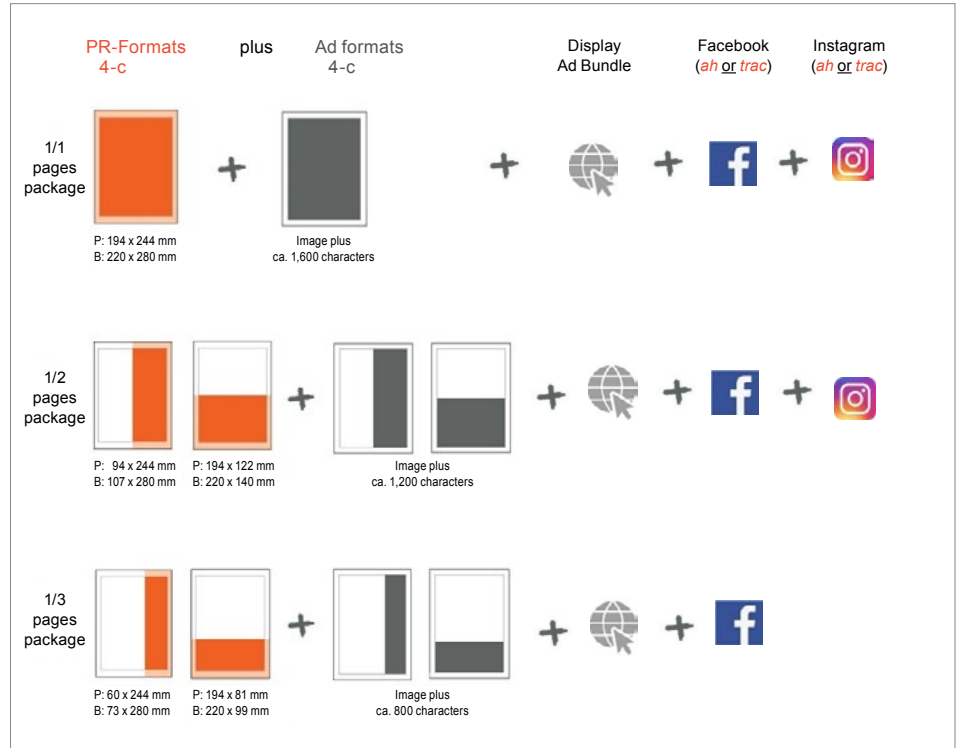 PR-Formats plus Ad formats Display Facebook Instagram
4-c 4-c Ad Bundle (ah or trac) (ah or trac)
1/1
pages
package
P: 194 x 244 mm
B: 220 x 280 mm
Image plus
ca. 1,600 characters
1/2
pages
package
P: 94 x 244 mm P: 194 x 122 mm
B: 107 x 280 mm B: 220 x 140 mm
Image plus
ca. 1,200 characters
1/3
pages
package
P: 60 x 244 mm P: 194 x 81 mm
B: 73 x 280 mm B: 220 x 99 mm
Image plus
ca. 800 characters